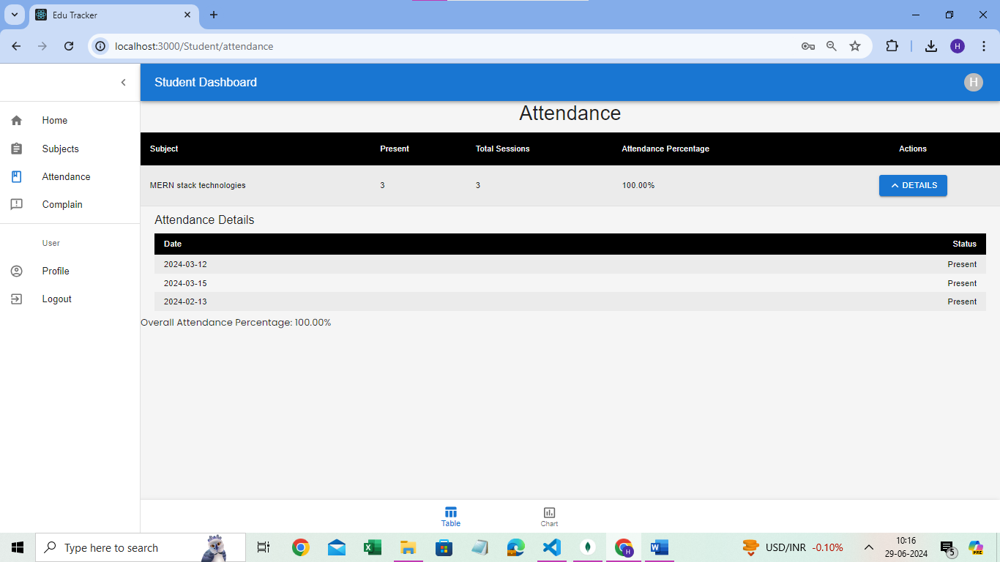 Edu Tracker
localhost:3000/Student/attendance
H
Student Dashboard
H
Home
Subjects
Attendance
Complain
User
Profile
Logout
Attendance
Subject Present Total Sessions Attendance Percentage Actions
MERN stack technologies 3 3 100.00% DETAILS
Attendance Details
Date Status
2024-03-12 Present
2024-03-15 Present
2024-02-13 Present
Overall Attendance Percentage: 100.00%
Table Chart
Type here to search
H
USD/INR -0.10%
10:16
29-06-2024
5
PRE